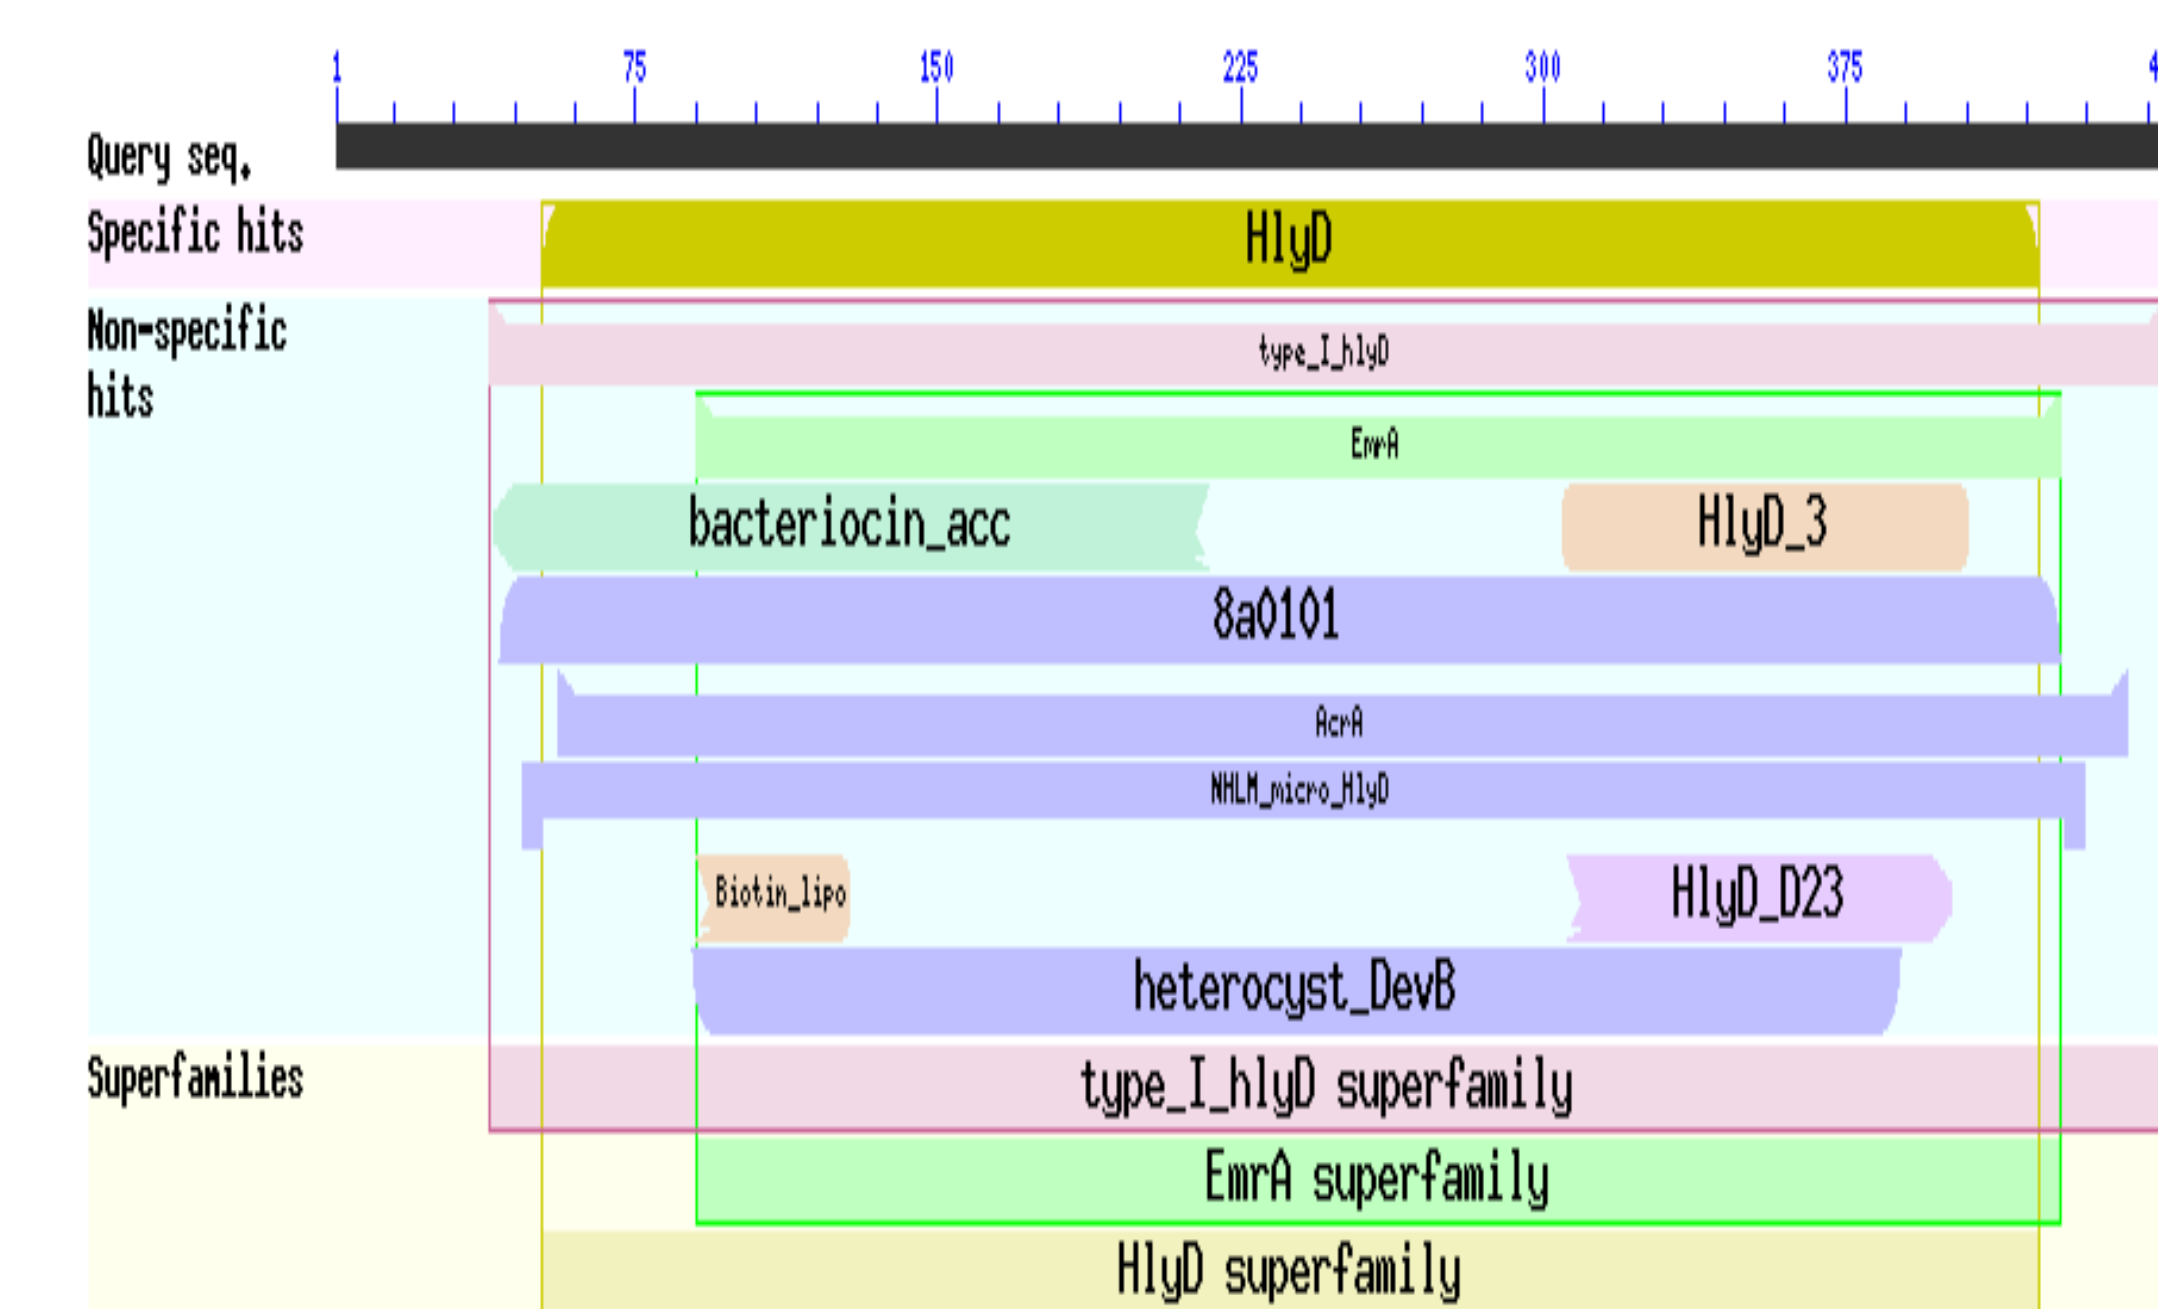 1 75 150 225 300 375 4
Query seq.
Specific hits
HlyD
Non-specific
hits
type_I_hlyD
EmrA
bacteriocin_acc HlyD_3
8a0101
AcrA
NHLM_micro_HlyD
Biotin_lipo HlyD_D23
heterocyst_DevB
Superfamilies
type_I_hlyD superfamily
EmrA superfamily
HlyD superfamily